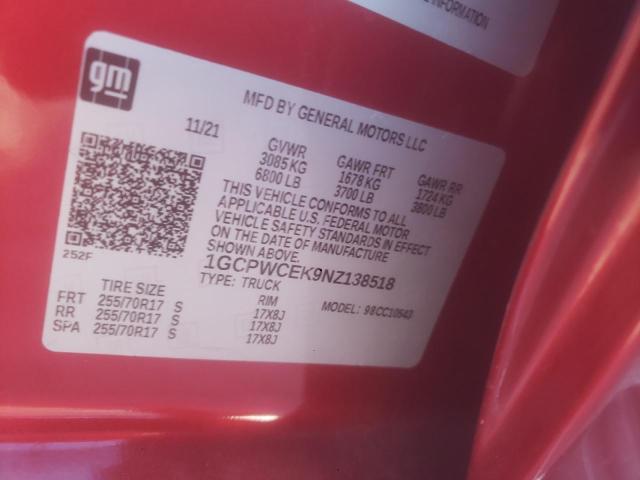 INFORMATION
gm
MFD BY GENERAL MOTORS LLC
11/21
GVWR GAWR FRT GAWR RR
3085 KG 1678 KG 1724 KG
6800 LB 3700 LB 3800 LB
THIS VEHICLE CONFORMS TO ALL
APPLICABLE U.S. FEDERAL MOTOR
VEHICLE SAFETY STANDARDS IN EFFECT
ON THE DATE OF MANUFACTURE
SHOWN ABOVE.
252F
1GCPWCEK9NZ138518
TYPE: TRUCK
MODEL: 98CC10543
TIRE SIZE RIM
FRT 255/70R17 S 17X8J
RR 255/70R17 S 17X8J
SPA 255/70R17 S 17X8J